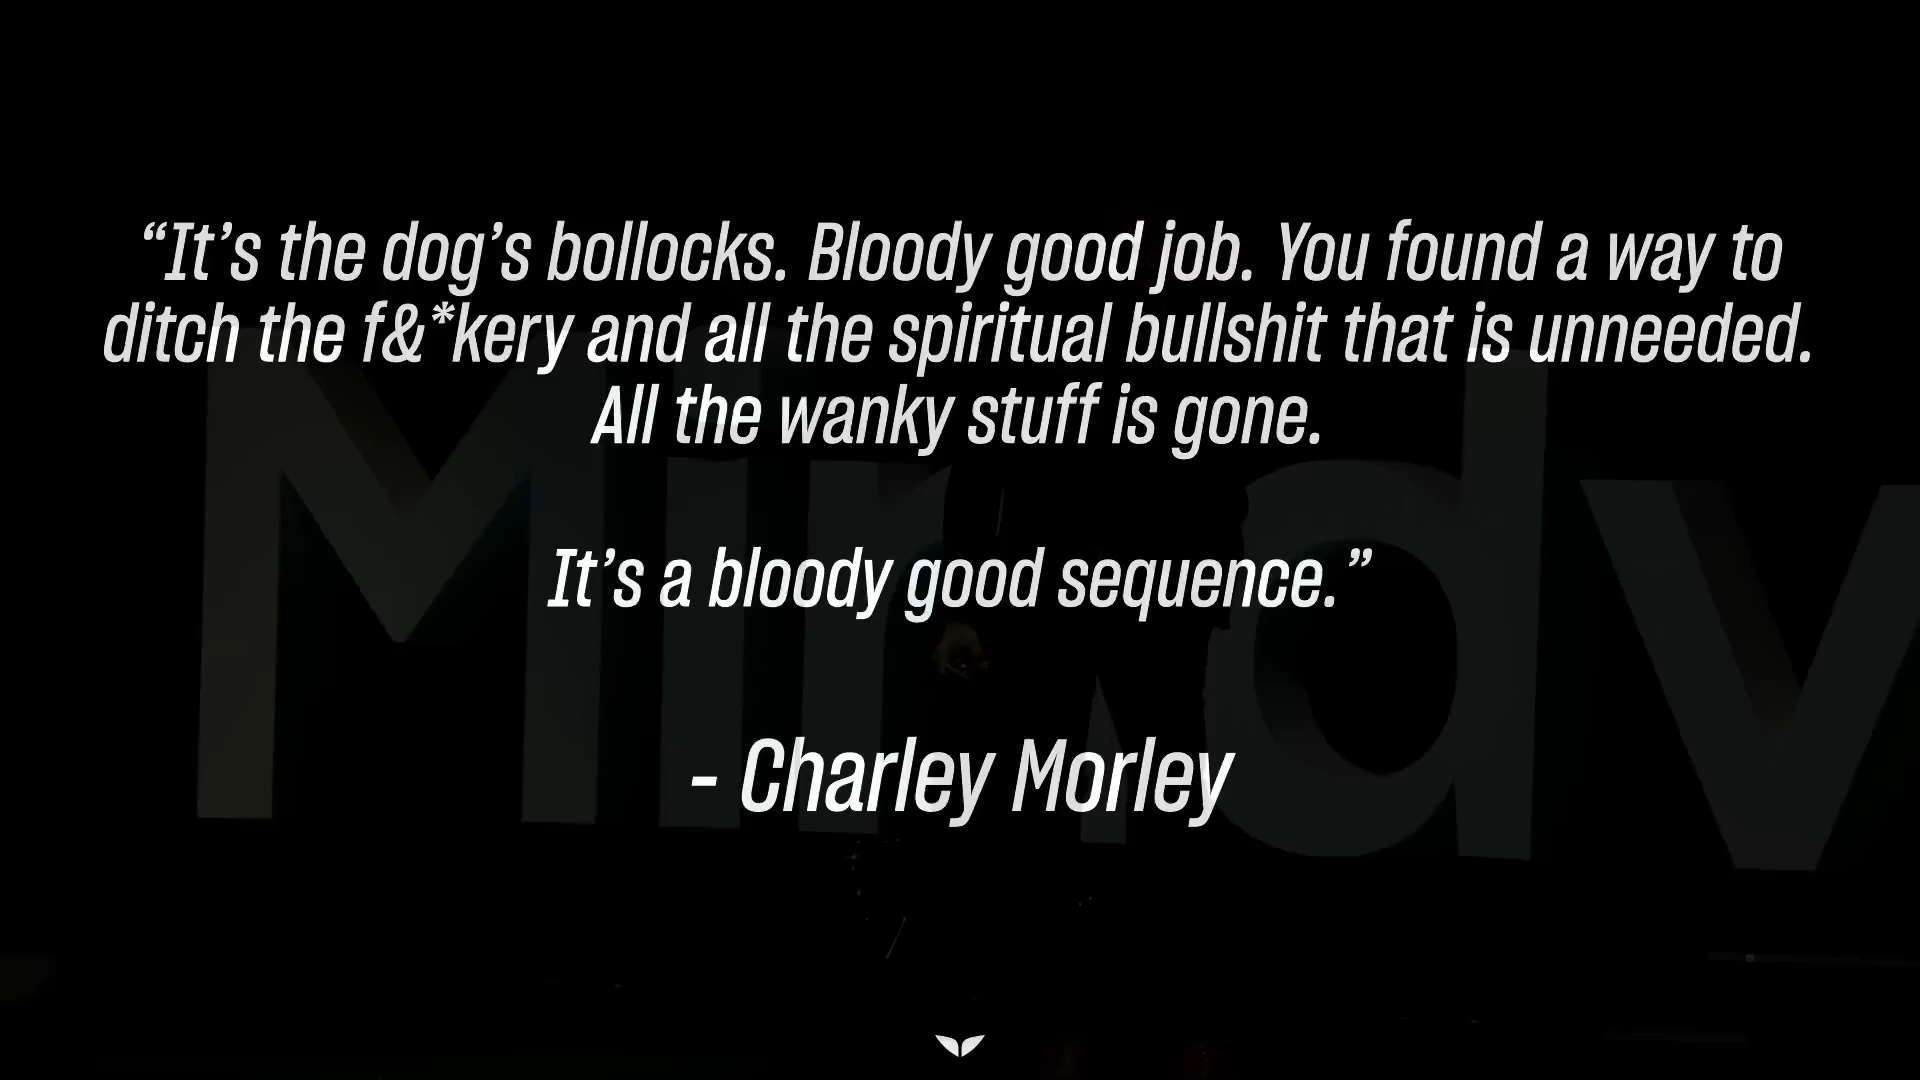 “It’s the dog’s bollocks. Bloody good job. You found a way to
ditch the f&*kery and all the spiritual bullshit that is unneeded.
All the wanky stuff is gone.
It’s a bloody good sequence.”
- Charley Morley
Mindv